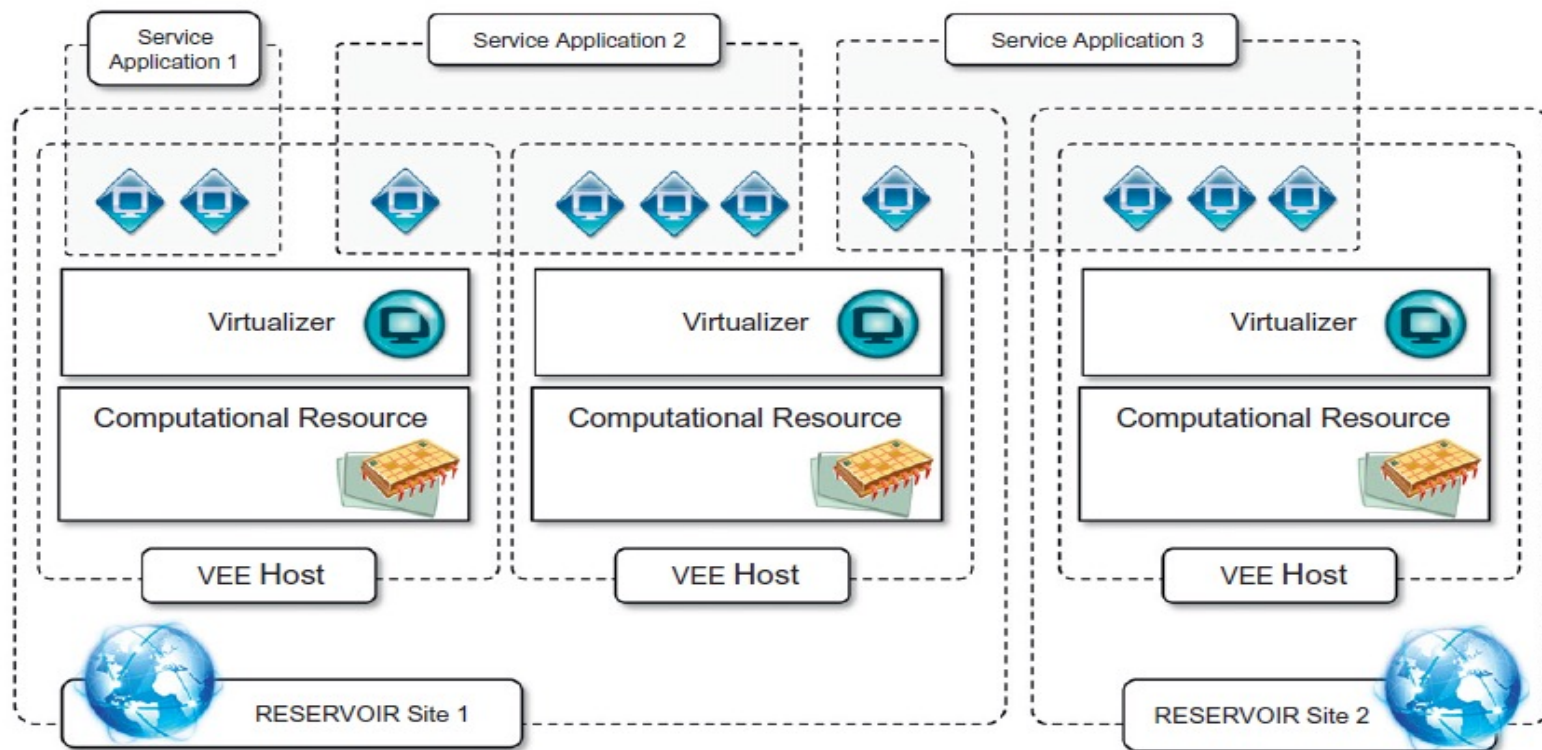 Service
Application 1
Service Application 2
Service Application 3
Virtualizer
Virtualizer
Virtualizer
Computational Resource
Computational Resource
Computational Resource
VEE Host
VEE Host
VEE Host
RESERVOIR Site 1
RESERVOIR Site 2